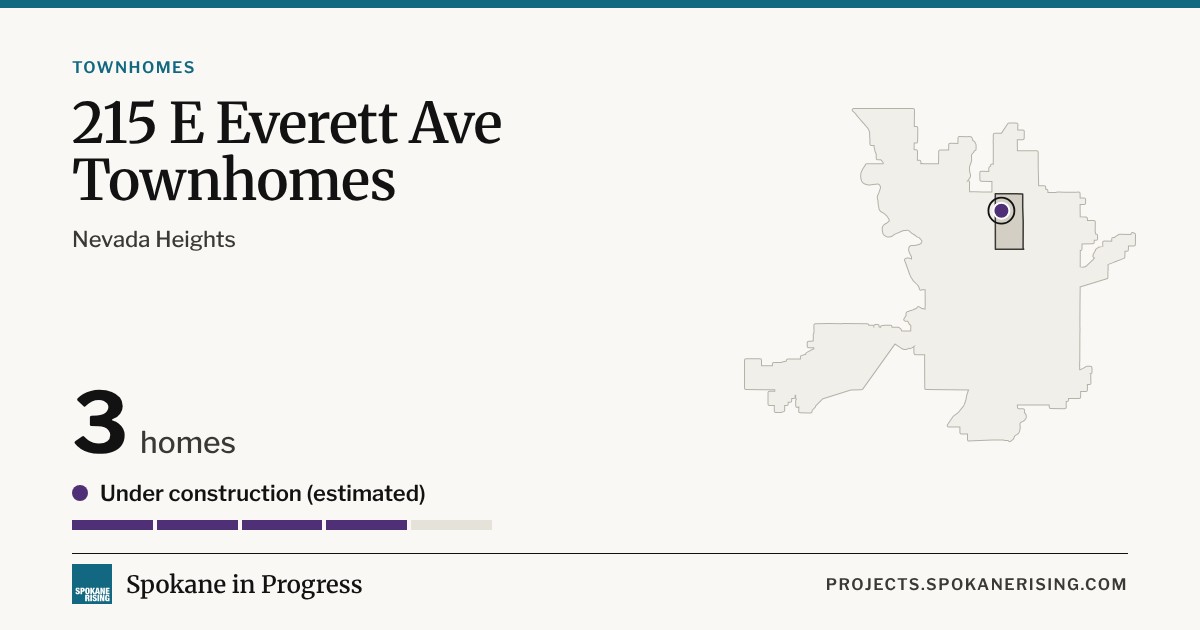 TOWNHOMES
215 E Everett Ave
Townhomes
Nevada Heights
3 homes
Under construction (estimated)
SPOKANE
RISING
Spokane in Progress
PROJECTS.SPOKANERISING.COM